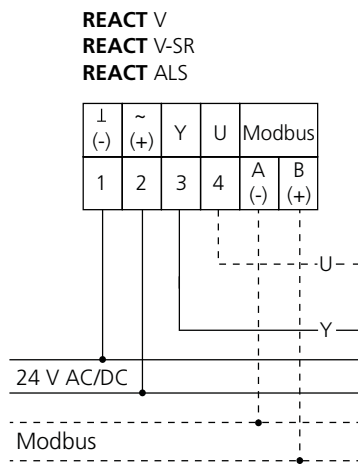 REACT V
REACT V-SR
REACT ALS
⊥ ~ Y U Modbus
(-) (+)
1 2 3 4 A B
(-) (+)
U
Y
24 V AC/DC
Modbus